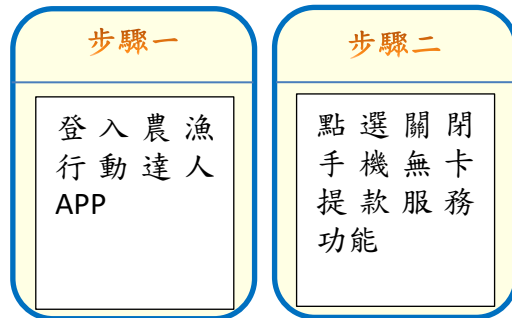 步驟一
登入農漁
行動達人
APP
步驟二
點選關閉
手機無卡
提款服務
功能